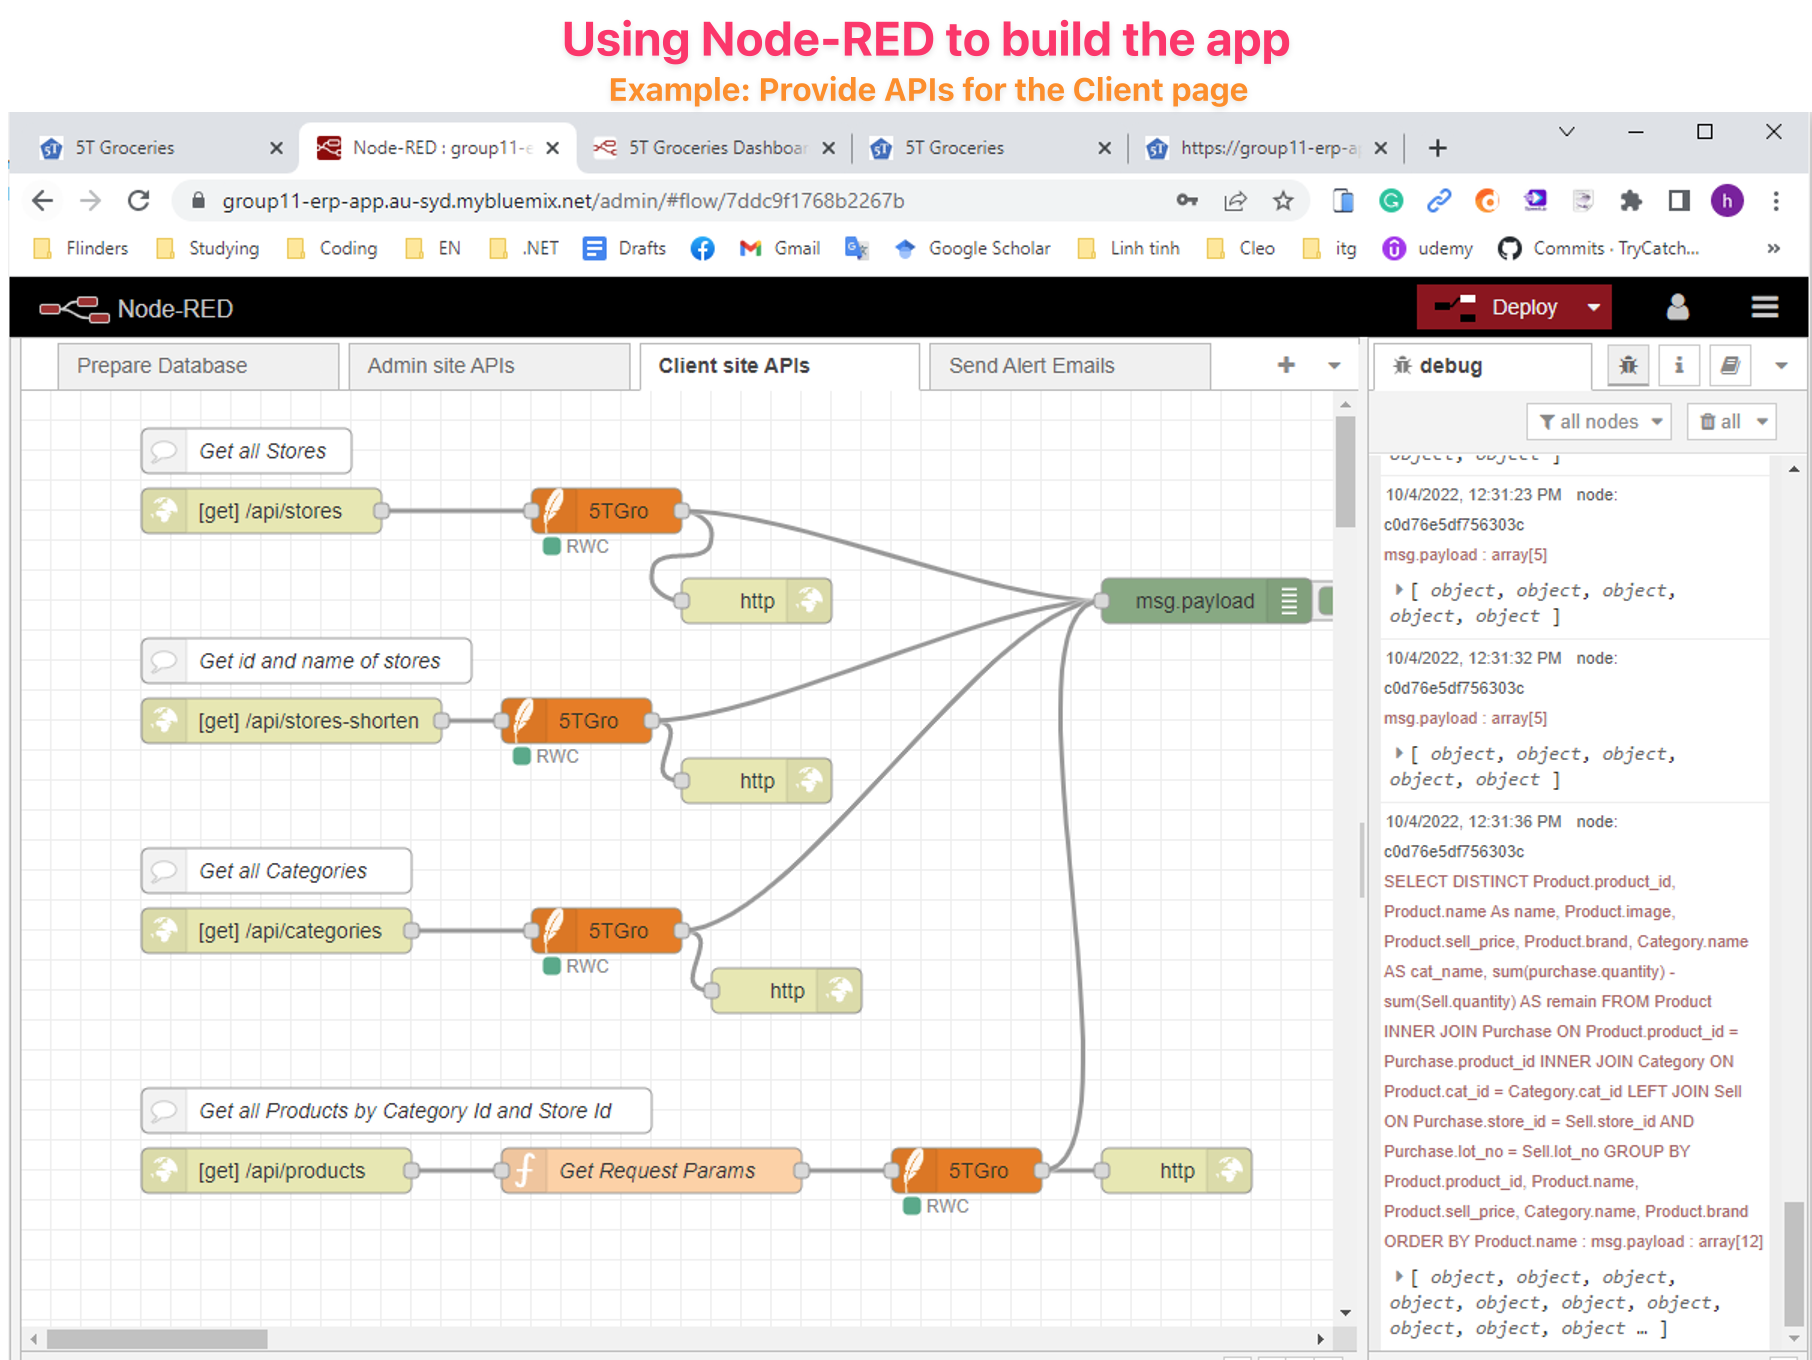 Using Node-RED to build the app
Example: Provide APIs for the Client page
5T Groceries
Node-RED : group11-e
5T Groceries Dashboar
5T Groceries
https://group11-erp-ap
group11-erp-app.au-syd.mybluemix.net/admin/#flow/7ddc9f1768b2267b
h
Flinders
Studying
Coding
EN
.NET
Drafts
Gmail
Google Scholar
Linh tinh
Cleo
itg
udemy
Commits · TryCatch...
Node-RED
Deploy
Prepare Database
Admin site APIs
Client site APIs
Send Alert Emails
debug
all nodes
all
Get all Stores
[get] /api/stores
5TGro
RWC
http
msg.payload
Get id and name of stores
[get] /api/stores-shorten
5TGro
RWC
http
Get all Categories
[get] /api/categories
5TGro
RWC
http
Get all Products by Category Id and Store Id
[get] /api/products
Get Request Params
5TGro
RWC
http
object, object ]
10/4/2022, 12:31:23 PM node:
c0d76e5df756303c
msg.payload : array[5]
[ object, object, object,
object, object ]
10/4/2022, 12:31:32 PM node:
c0d76e5df756303c
msg.payload : array[5]
[ object, object, object,
object, object ]
10/4/2022, 12:31:36 PM node:
c0d76e5df756303c
SELECT DISTINCT Product.product_id,
Product.name As name, Product.image,
Product.sell_price, Product.brand, Category.name
AS cat_name, sum(purchase.quantity) -
sum(Sell.quantity) AS remain FROM Product
INNER JOIN Purchase ON Product.product_id =
Purchase.product_id INNER JOIN Category ON
Product.cat_id = Category.cat_id LEFT JOIN Sell
ON Purchase.store_id = Sell.store_id AND
Purchase.lot_no = Sell.lot_no GROUP BY
Product.product_id, Product.name,
Product.sell_price, Category.name, Product.brand
ORDER BY Product.name : msg.payload : array[12]
[ object, object, object,
object, object, object, object,
object, object, object … ]